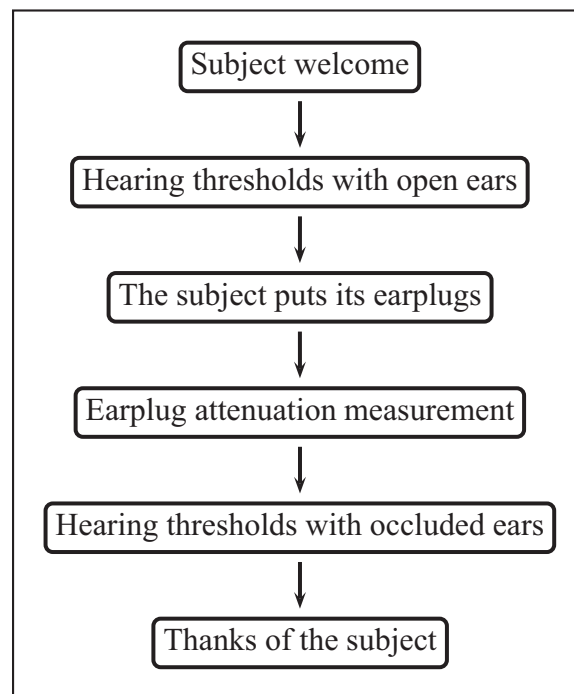 Subject welcome
Hearing thresholds with open ears
The subject puts its earplugs
Earplug attenuation measurement
Hearing thresholds with occluded ears
Thanks of the subject